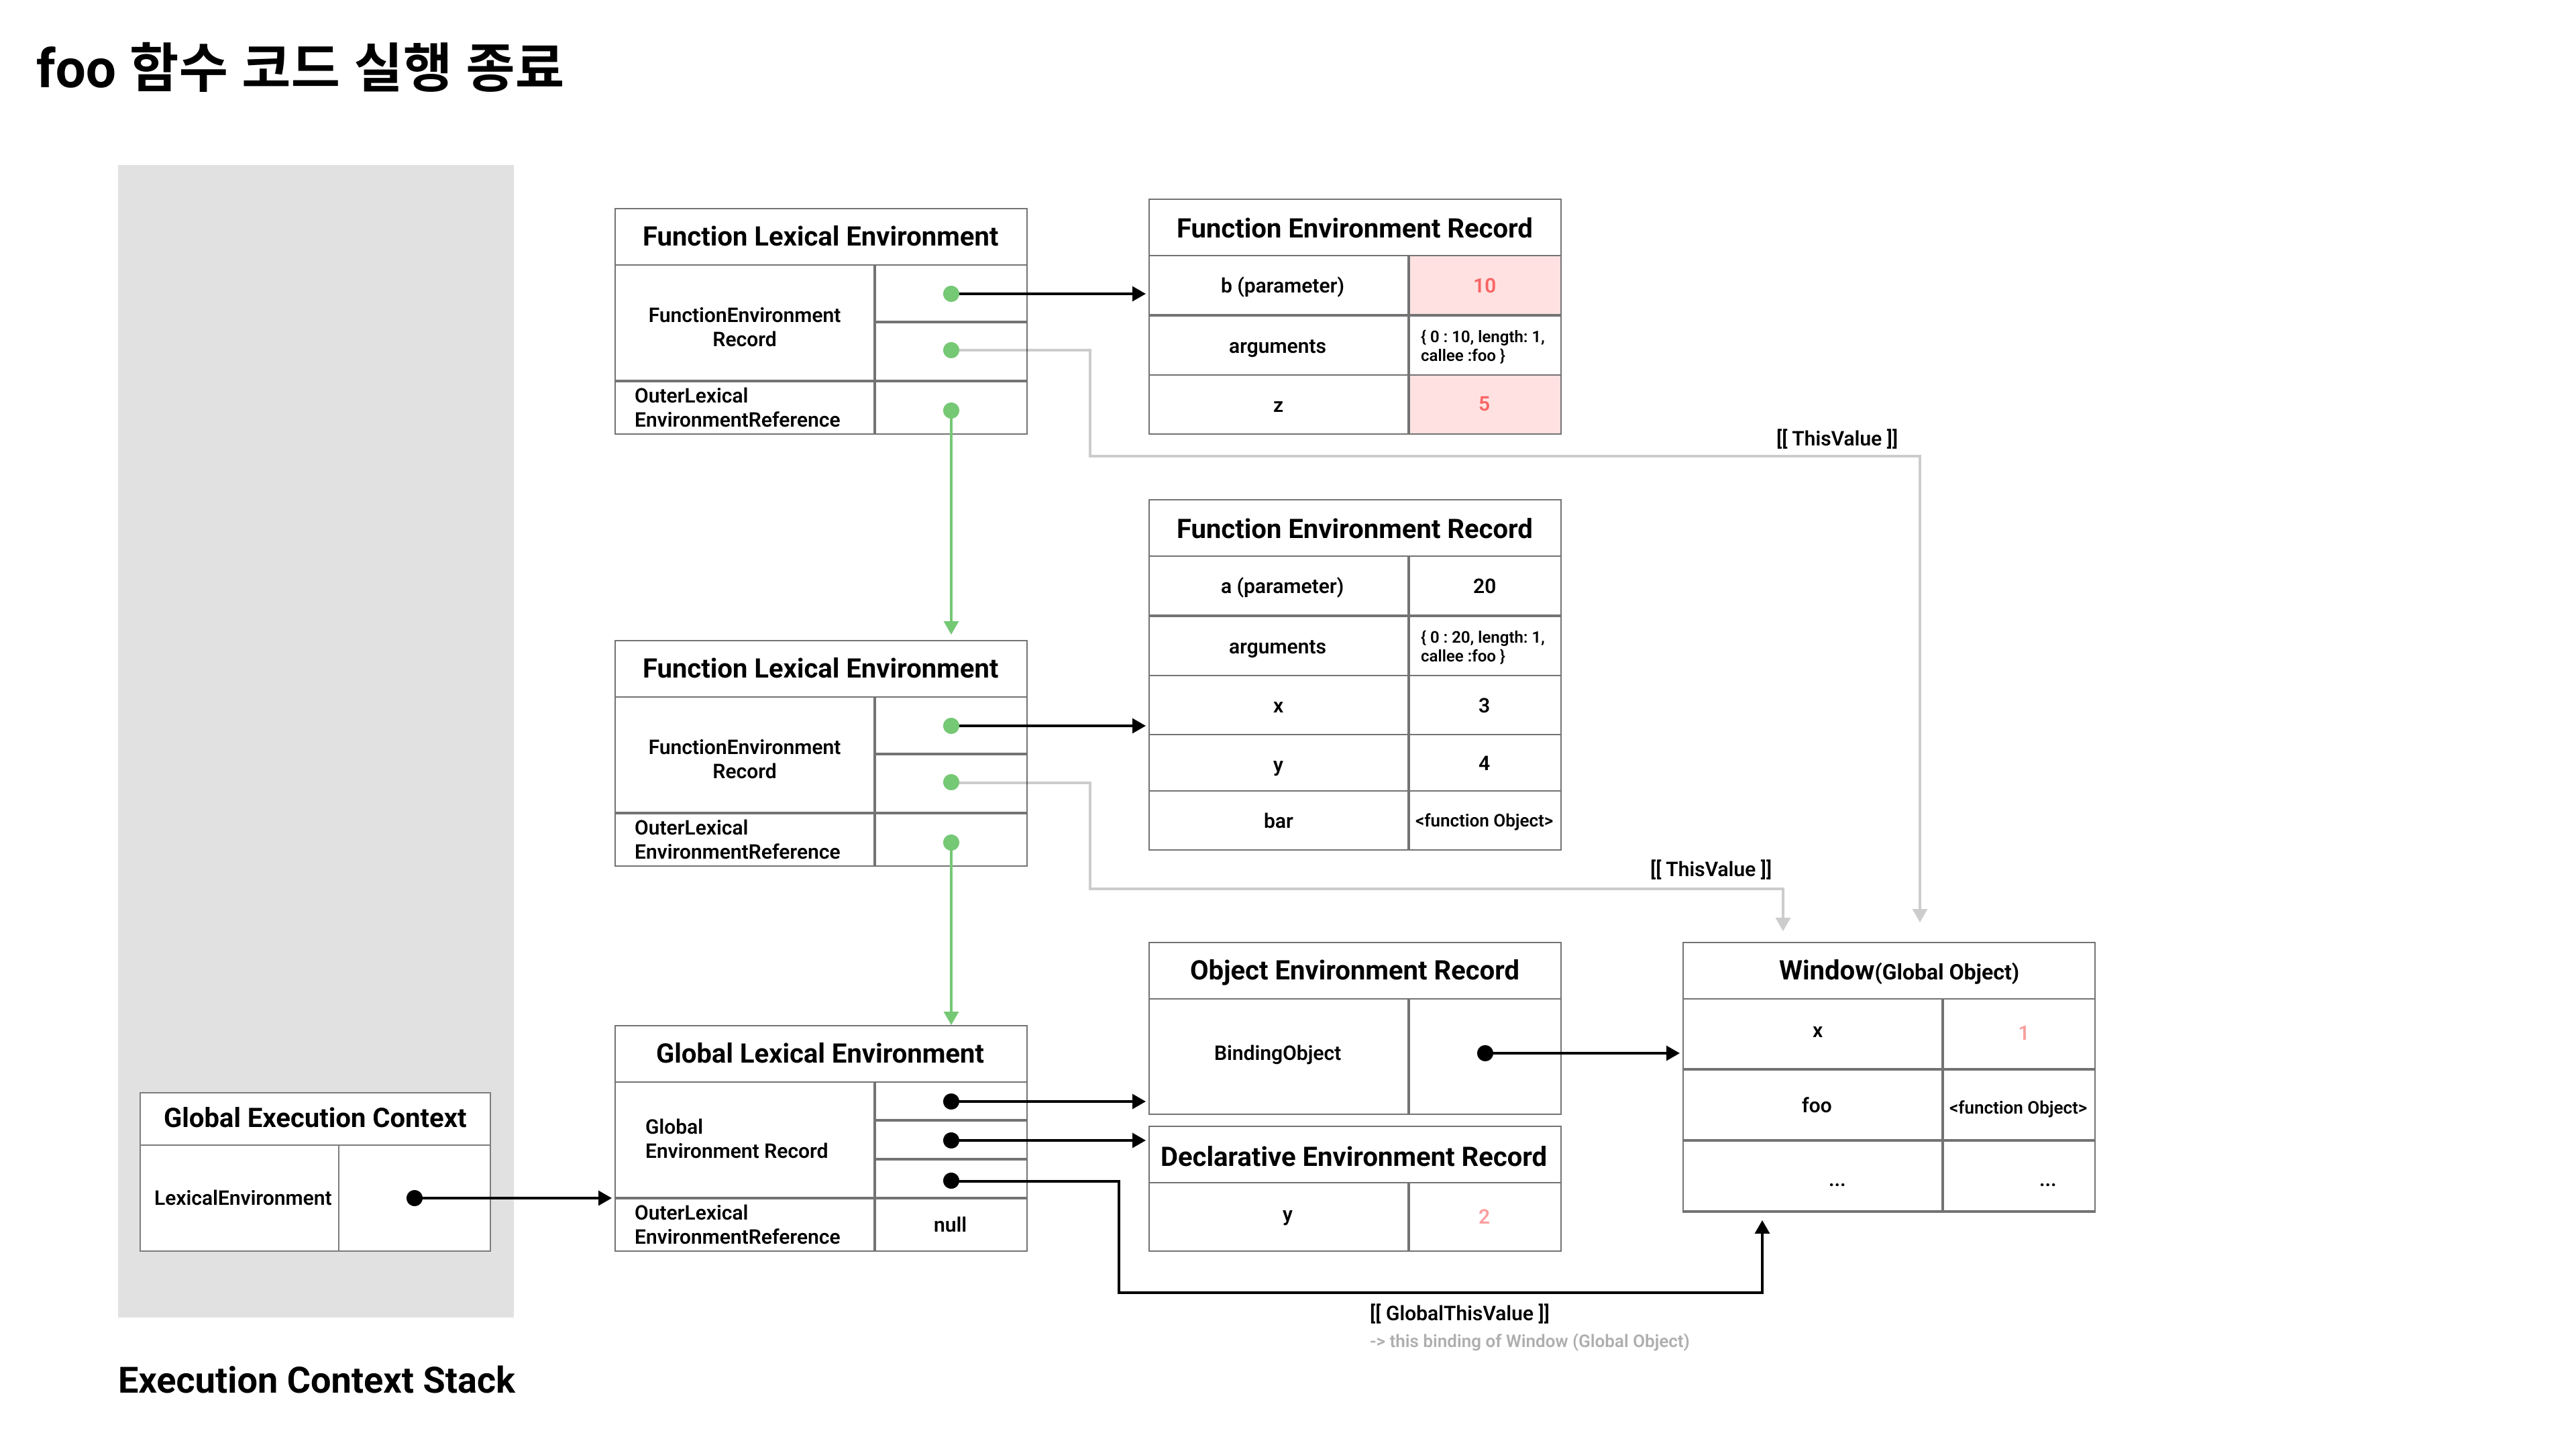 foo 함수 코드 실행 종료
Function Lexical Environment
FunctionEnvironment
Record
OuterLexical
EnvironmentReference
Function Environment Record
b (parameter)
10
arguments
{ 0 : 10, length: 1,
callee :foo }
z
5
[[ ThisValue ]]
Function Lexical Environment
FunctionEnvironment
Record
OuterLexical
EnvironmentReference
Function Environment Record
a (parameter)
20
arguments
{ 0 : 20, length: 1,
callee :foo }
x
3
y
4
bar
<function Object>
[[ ThisValue ]]
Global Execution Context
LexicalEnvironment
Global Lexical Environment
Global
Environment Record
OuterLexical
EnvironmentReference
null
Object Environment Record
BindingObject
Declarative Environment Record
y
2
Window(Global Object)
x
1
foo
<function Object>
...
...
[[ GlobalThisValue ]]
-> this binding of Window (Global Object)
Execution Context Stack